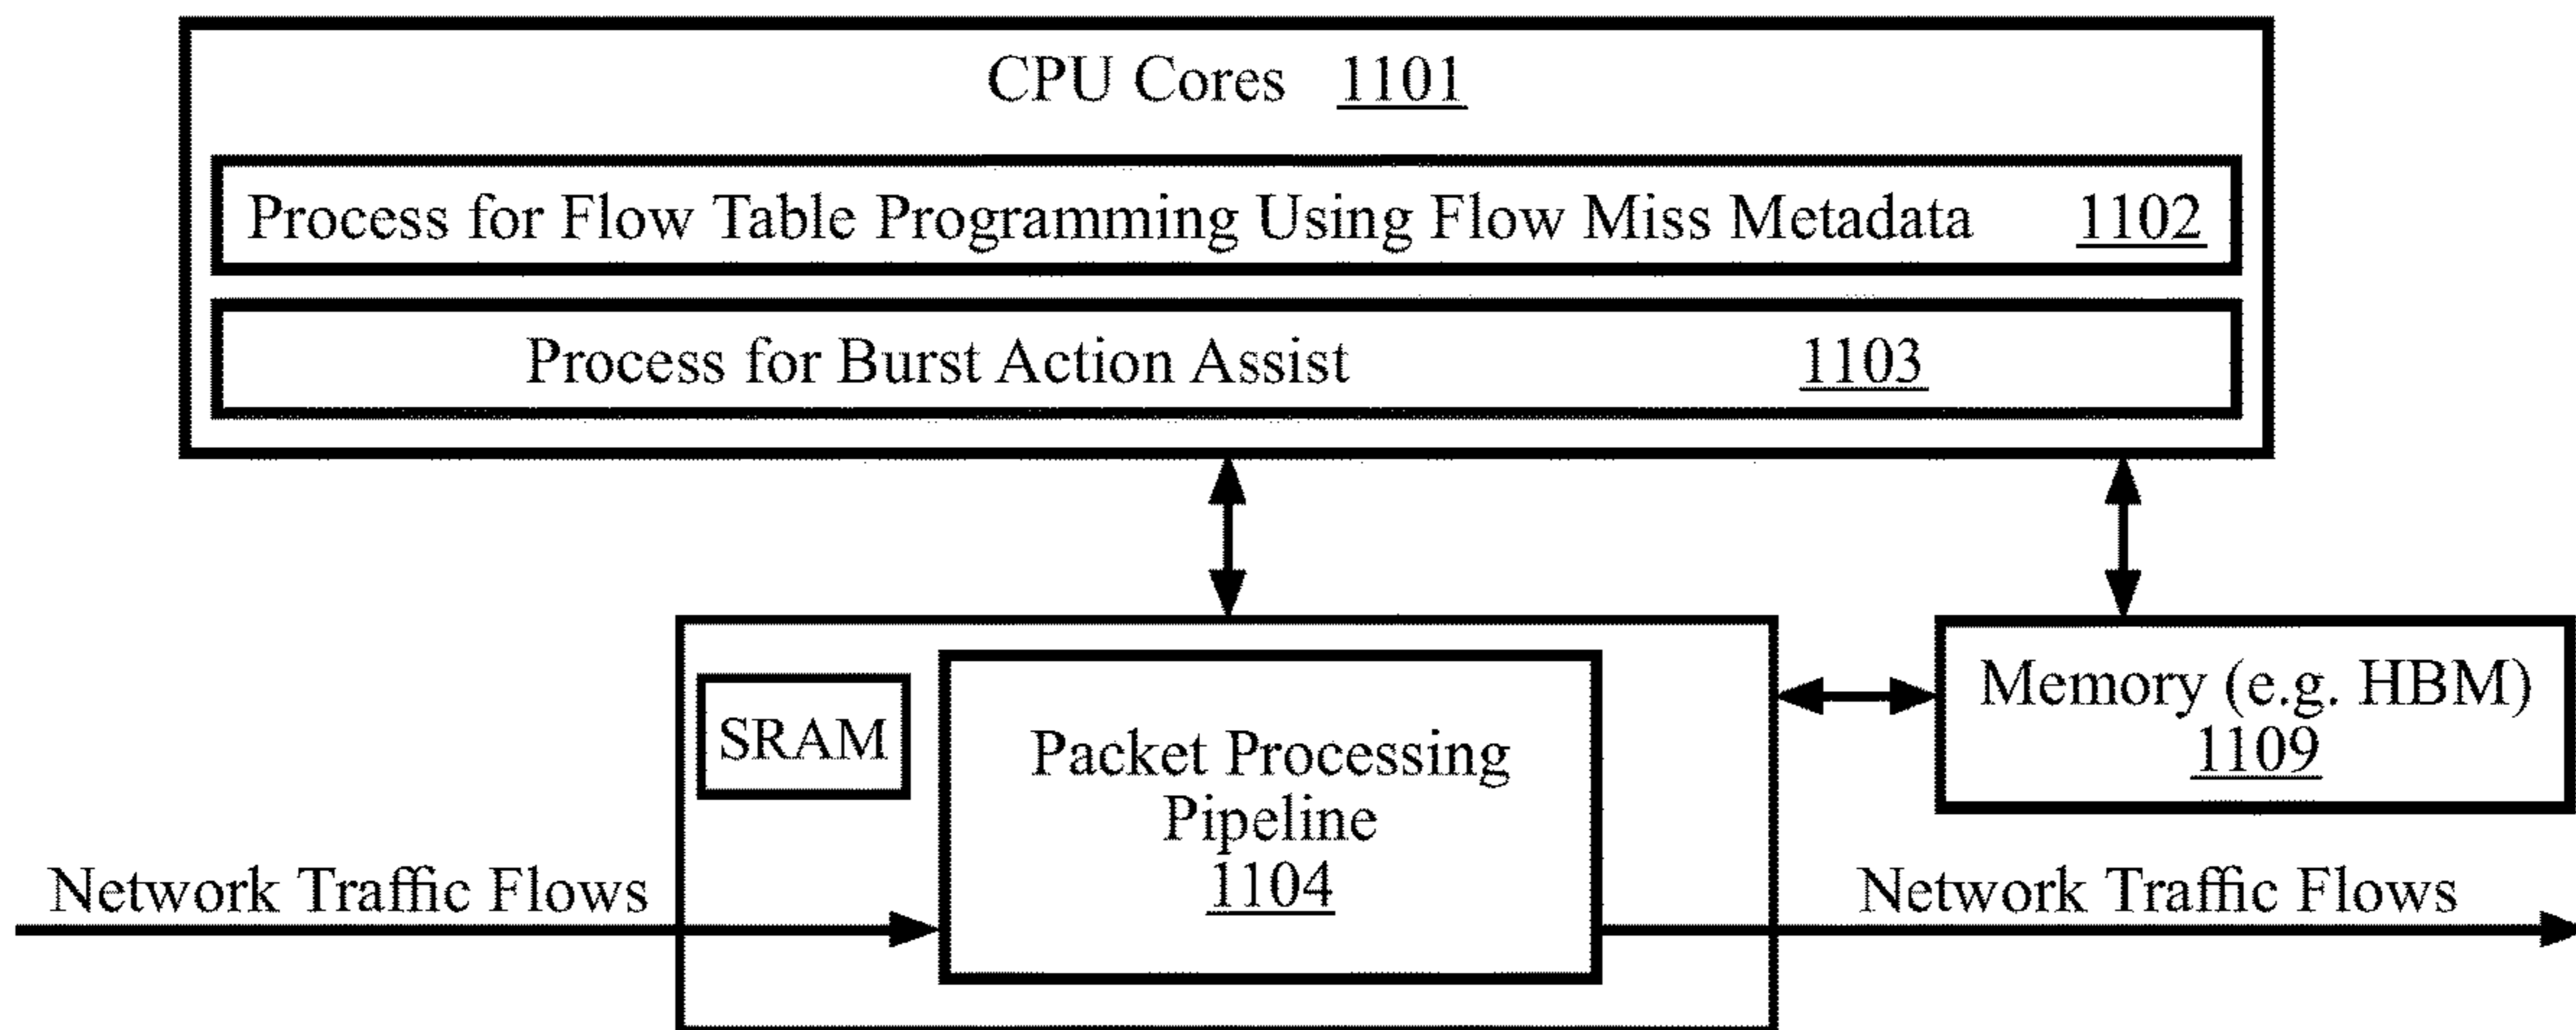 CPU Cores 1101
Process for Flow Table Programming Using Flow Miss Metadata 1102
Process for Burst Action Assist 1103
SRAM
Packet Processing
Pipeline
1104
Memory (e.g. HBM)
1109
Network Traffic Flows
Network Traffic Flows